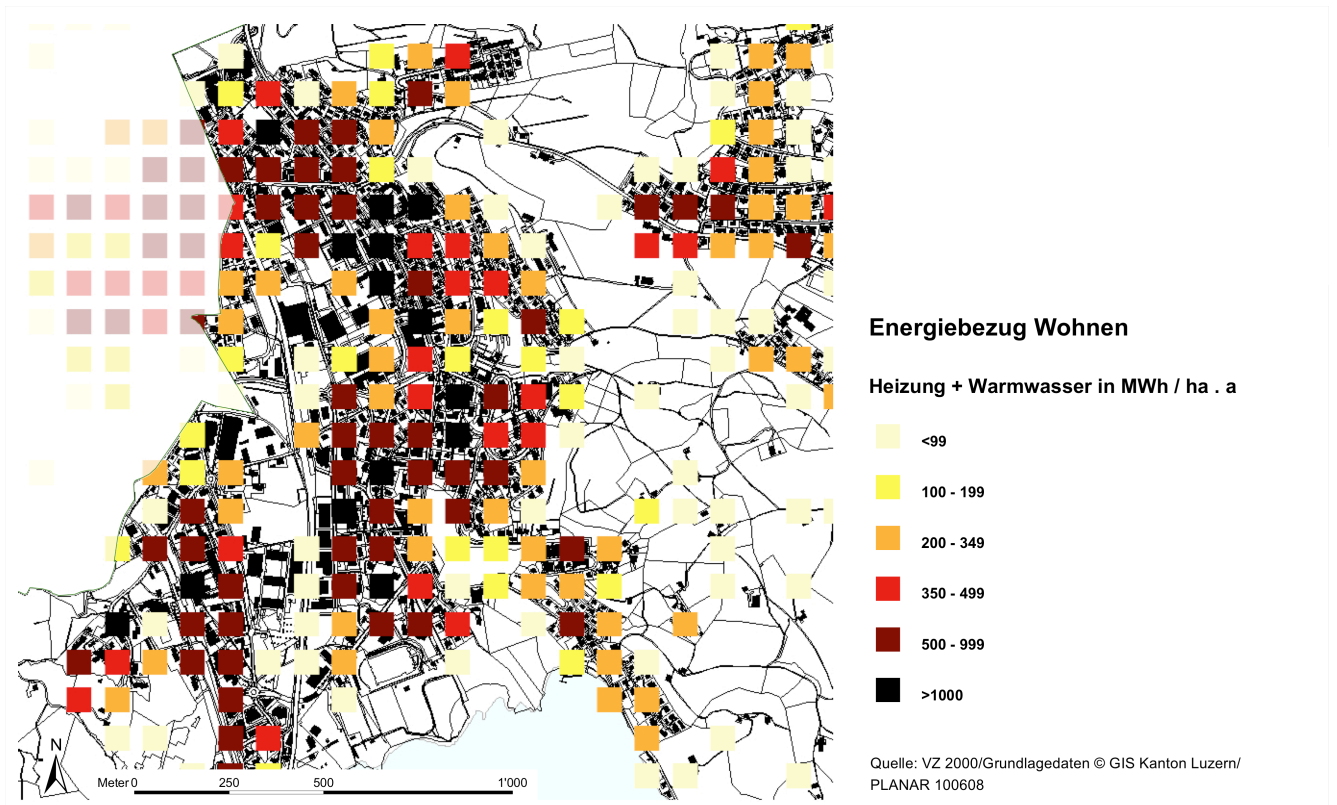 Energiebezug Wohnen
Heizung + Warmwasser in MWh / ha . a
<99
100 - 199
200 - 349
350 - 499
500 - 999
>1000
N
Meter 0 250 500 1'000
Quelle: VZ 2000/Grundlagedaten © GIS Kanton Luzern/
PLANAR 100608